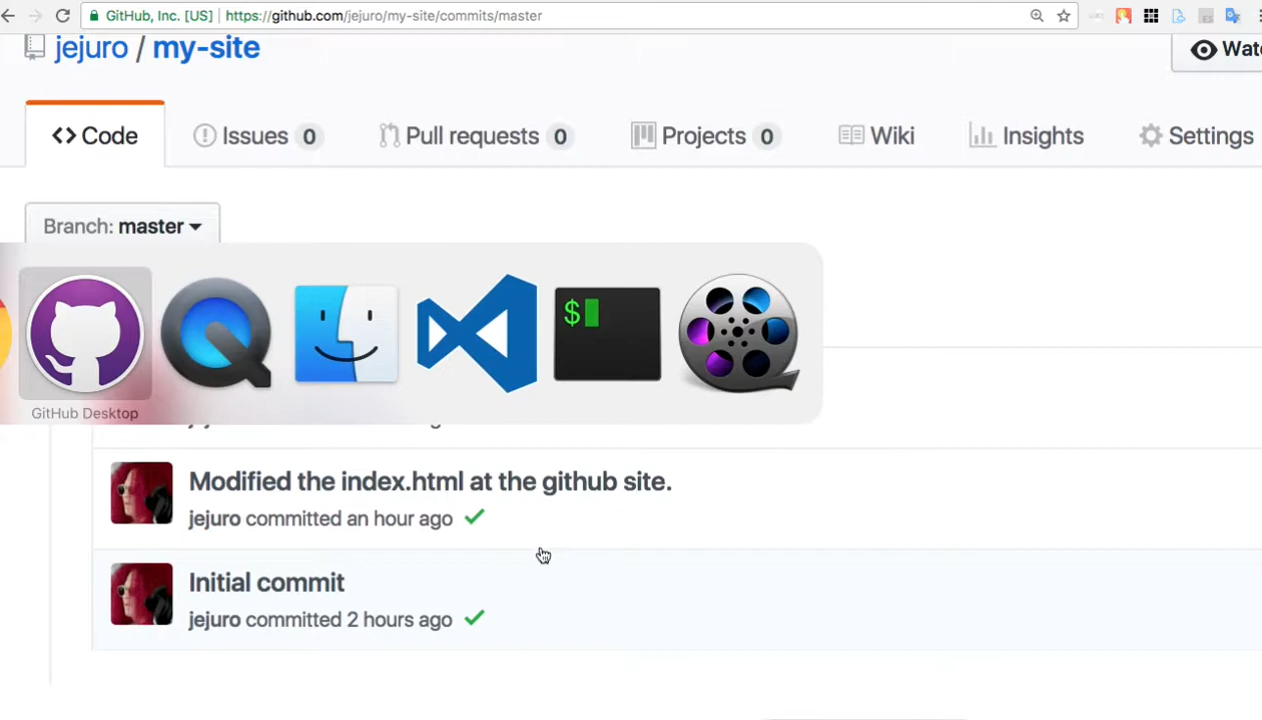 GitHub, Inc. [US] https://github.com/jejuro/my-site/commits/master
jejuro / my-site
Code Issues 0 Pull requests 0 Projects 0 Wiki Insights Settings
Branch: master
$
GitHub Desktop
Modified the index.html at the github site.
jejuro committed an hour ago
Initial commit
jejuro committed 2 hours ago